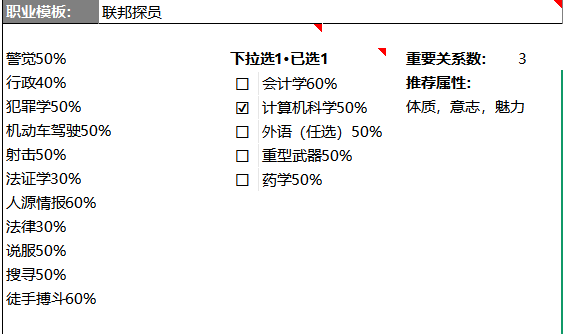 职业模板： 联邦探员
警觉50%
行政40%
犯罪学50%
机动车驾驶50%
射击50%
法证学30%
人源情报60%
法律30%
说服50%
搜寻50%
徒手搏斗60%
下拉选1•已选1
会计学60%
计算机科学50%
外语（任选）50%
重型武器50%
药学50%
重要关系数： 3
推荐属性：
体质，意志，魅力